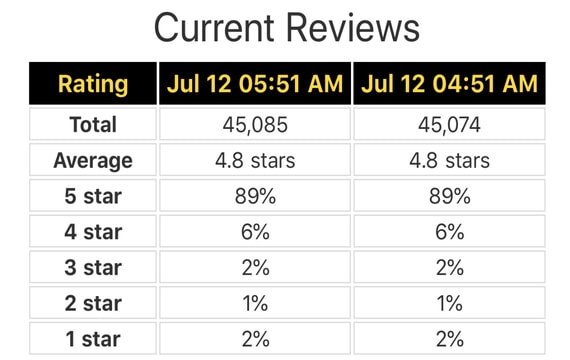 Current Reviews
Rating Jul 12 05:51 AM Jul 12 04:51 AM
Total 45,085 45,074
Average 4.8 stars 4.8 stars
5 star 89% 89%
4 star 6% 6%
3 star 2% 2%
2 star 1% 1%
1 star 2% 2%